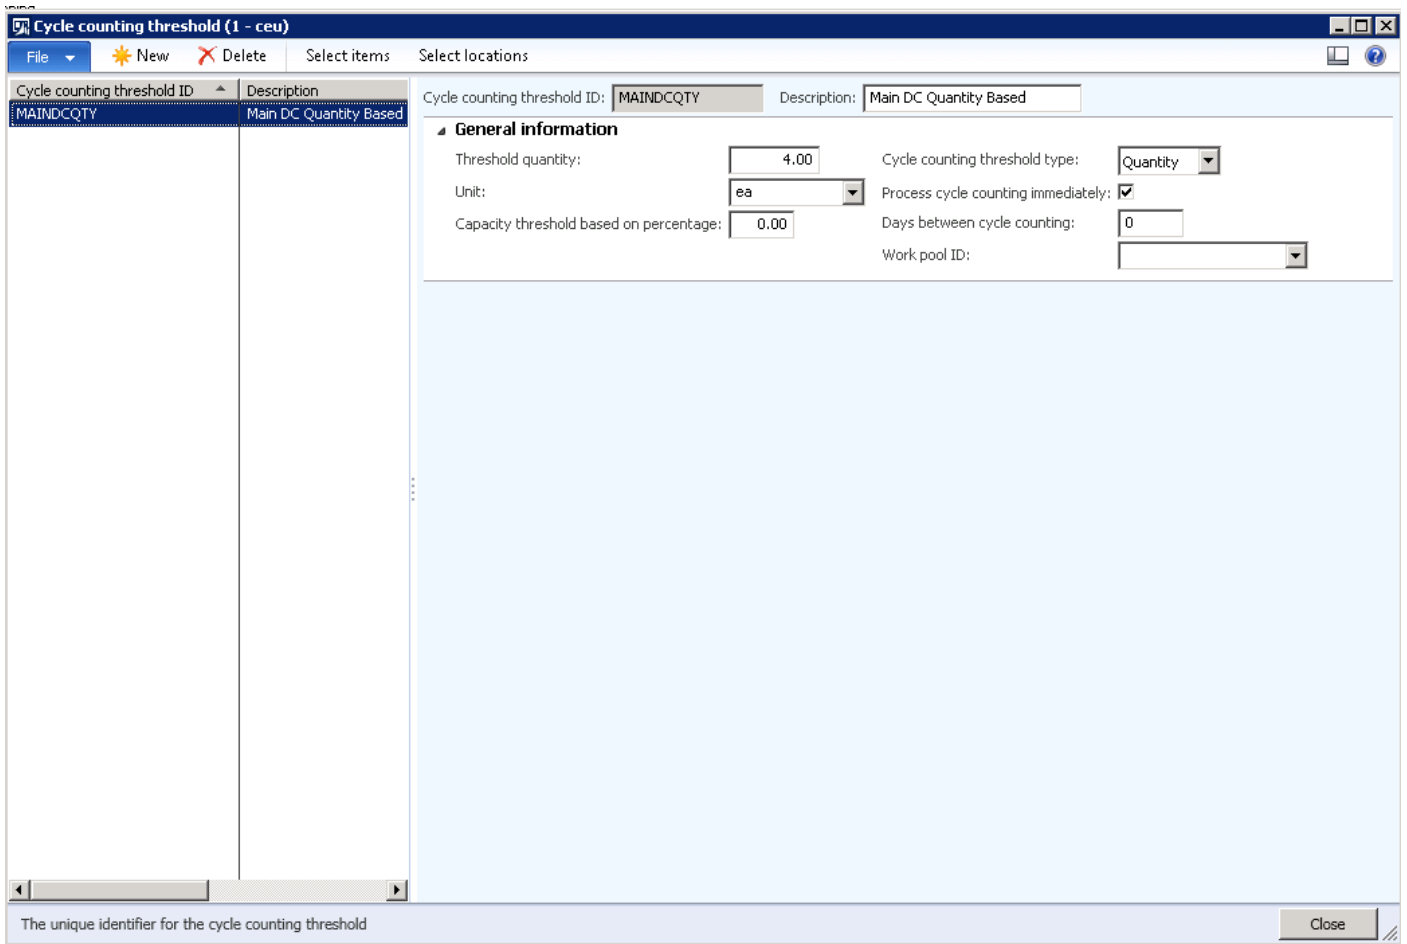 Cycle counting threshold (1 - ceu)
File New Delete Select items Select locations
Cycle counting threshold ID Description
MAINDCQTY Main DC Quantity Based
Cycle counting threshold ID: MAINDCQTY Description: Main DC Quantity Based
General information
Threshold quantity: 4.00 Cycle counting threshold type: Quantity
Unit: ea Process cycle counting immediately:
Capacity threshold based on percentage: 0.00 Days between cycle counting: 0
Work pool ID:
The unique identifier for the cycle counting threshold Close